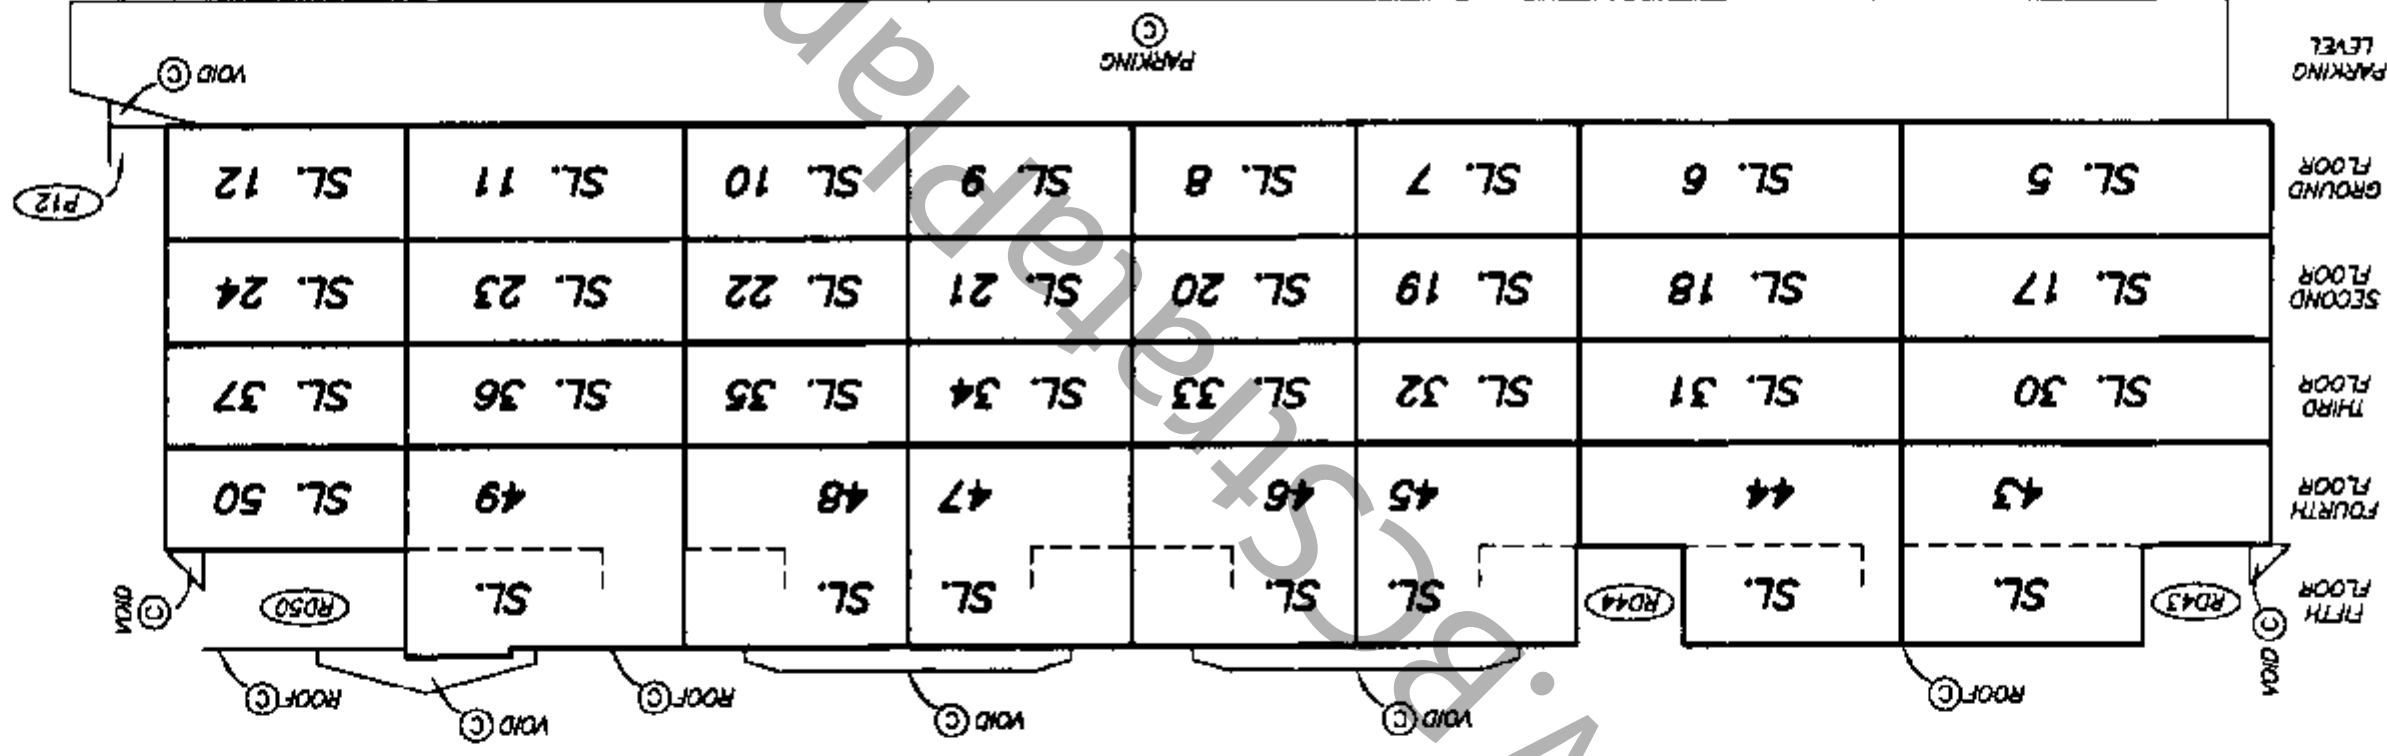 ROOF Ⓒ
VOID Ⓒ
VOID Ⓒ
ROOF Ⓒ
VOID Ⓒ
ROOF Ⓒ
VOID Ⓒ
FIFTH
FLOOR
RD43
SL.
SL.
RD44
SL.
SL.
SL.
SL.
SL.
RD50
Ⓒ VOID
FOURTH
FLOOR
43
44
45
46
47
48
49
SL. 50
THIRD
FLOOR
SL. 30
SL. 31
SL. 32
SL. 33
SL. 34
SL. 35
SL. 36
SL. 37
SECOND
FLOOR
SL. 17
SL. 18
SL. 19
SL. 20
SL. 21
SL. 22
SL. 23
SL. 24
GROUND
FLOOR
SL. 5
SL. 6
SL. 7
SL. 8
SL. 9
SL. 10
SL. 11
SL. 12
P12
PARKING
LEVEL
PARKING
Ⓒ
VOID Ⓒ
.BCStrataplan